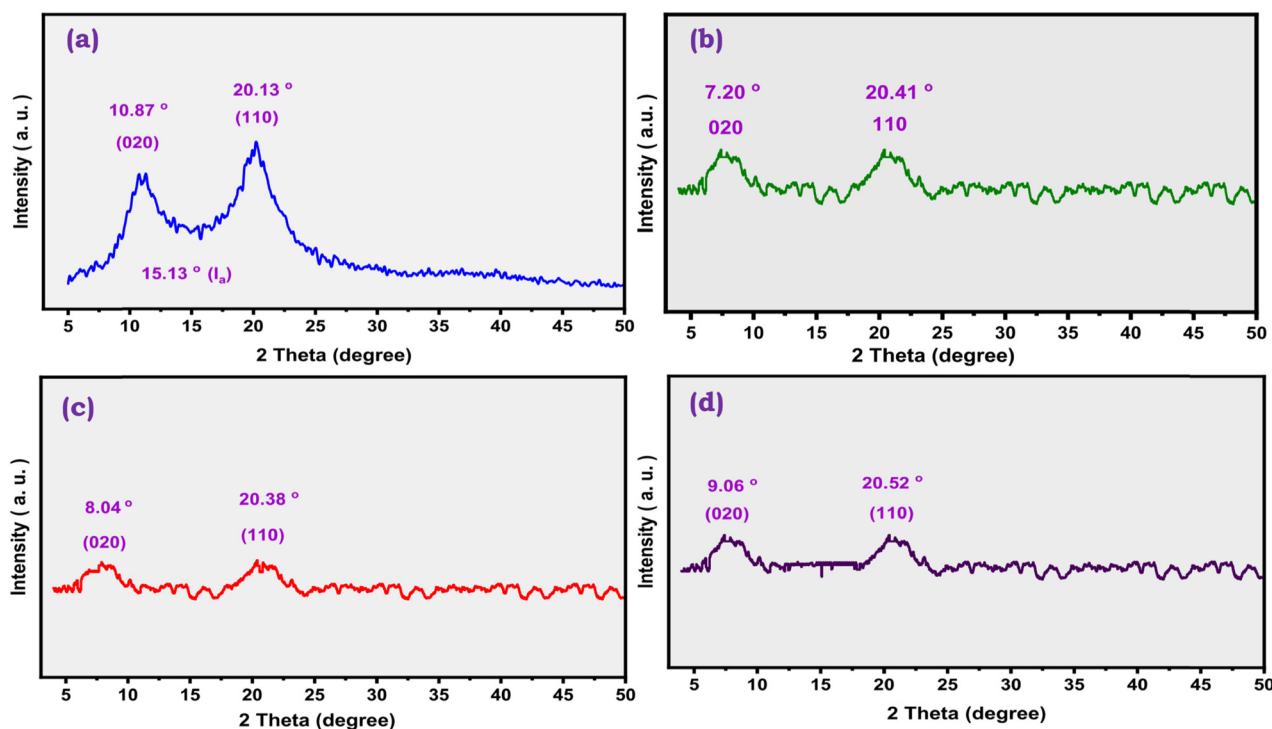 (a)
20.13 °
10.87 °
(110)
(020)
15.13 ° (Iₐ)
Intensity ( a. u. )
5 10 15 20 25 30 35 40 45 50
2 Theta (degree)
(b)
7.20 ° 20.41 °
020 110
Intensity ( a.u. )
5 10 15 20 25 30 35 40 45 50
2 Theta (degree)
(c)
8.04 ° 20.38 °
(020) (110)
Intensity ( a. u. )
5 10 15 20 25 30 35 40 45 50
2 Theta (degree)
(d)
9.06 ° 20.52 °
(020) (110)
Intensity ( a. u. )
5 10 15 20 25 30 35 40 45 50
2 Theta (degree)